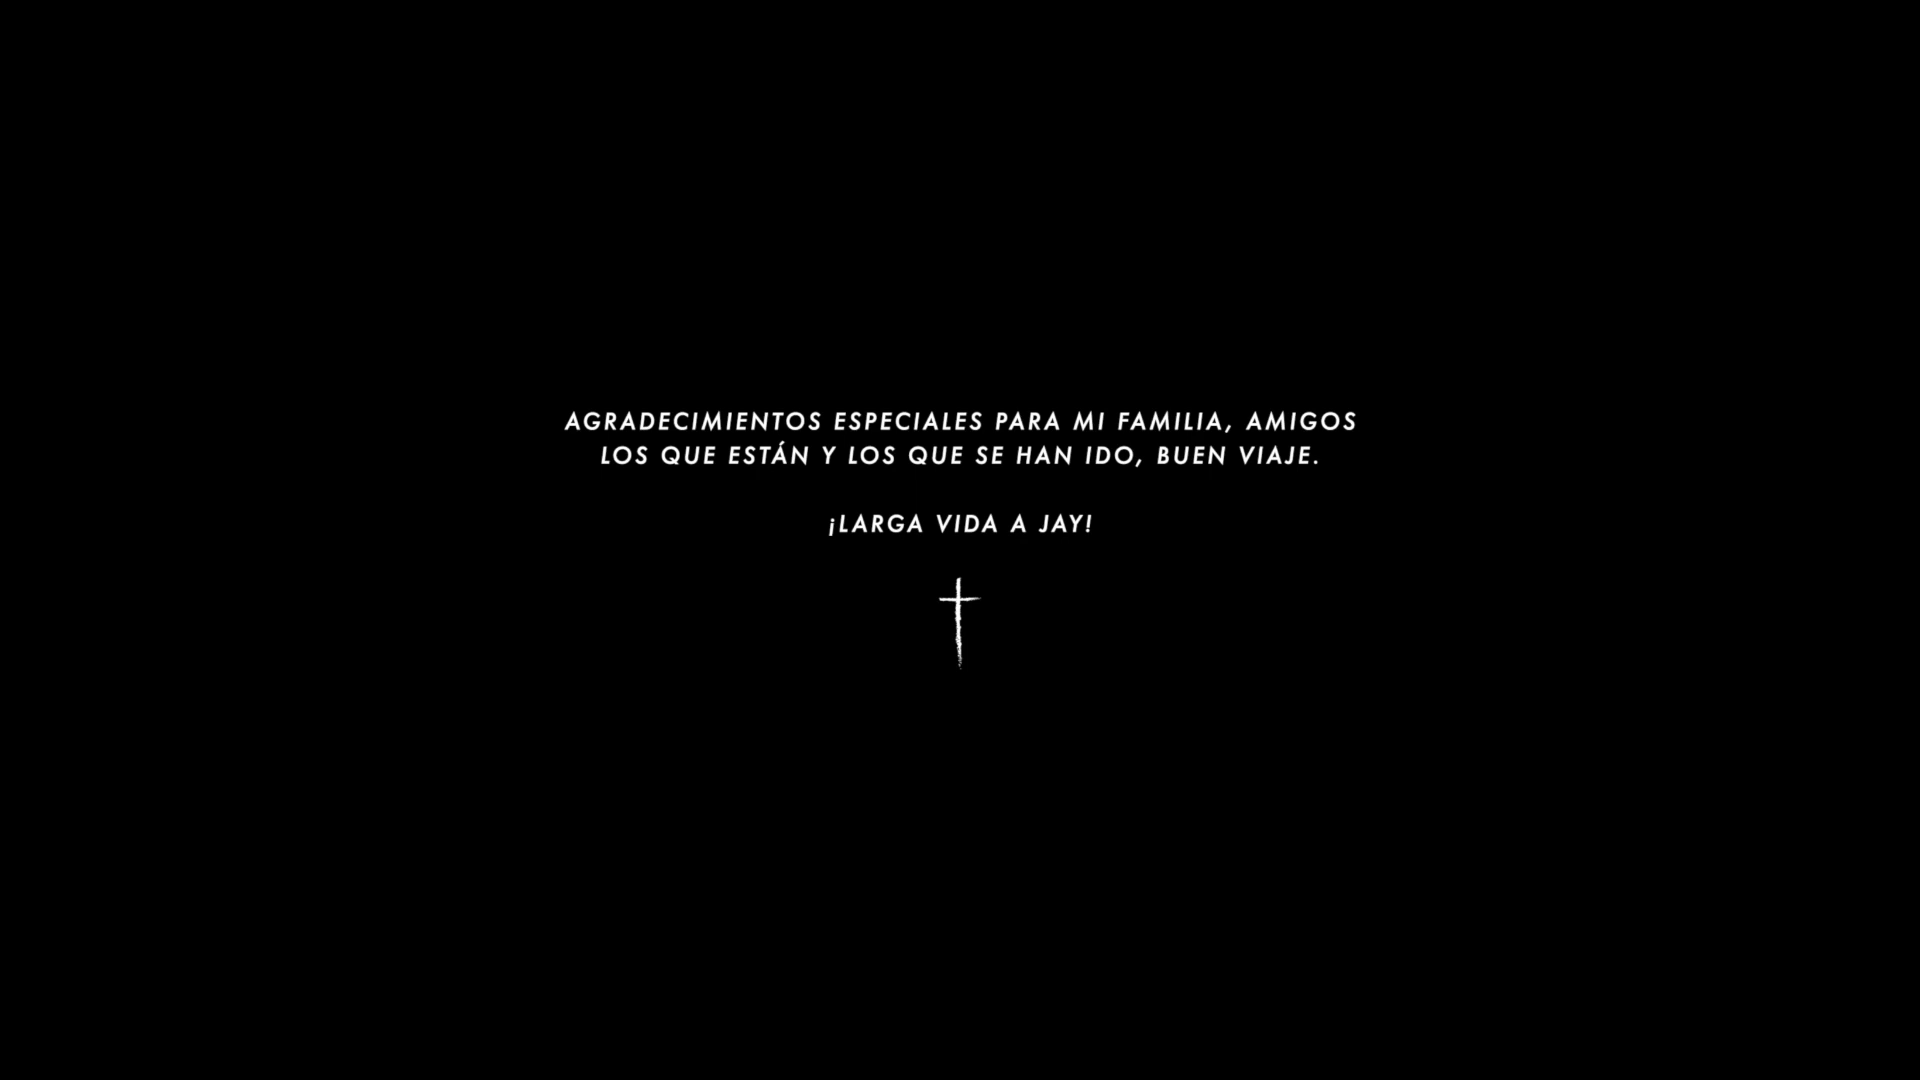 AGRADECIMIENTOS ESPECIALES PARA MI FAMILIA, AMIGOS
LOS QUE ESTÁN Y LOS QUE SE HAN IDO, BUEN VIAJE.
¡LARGA VIDA A JAY!